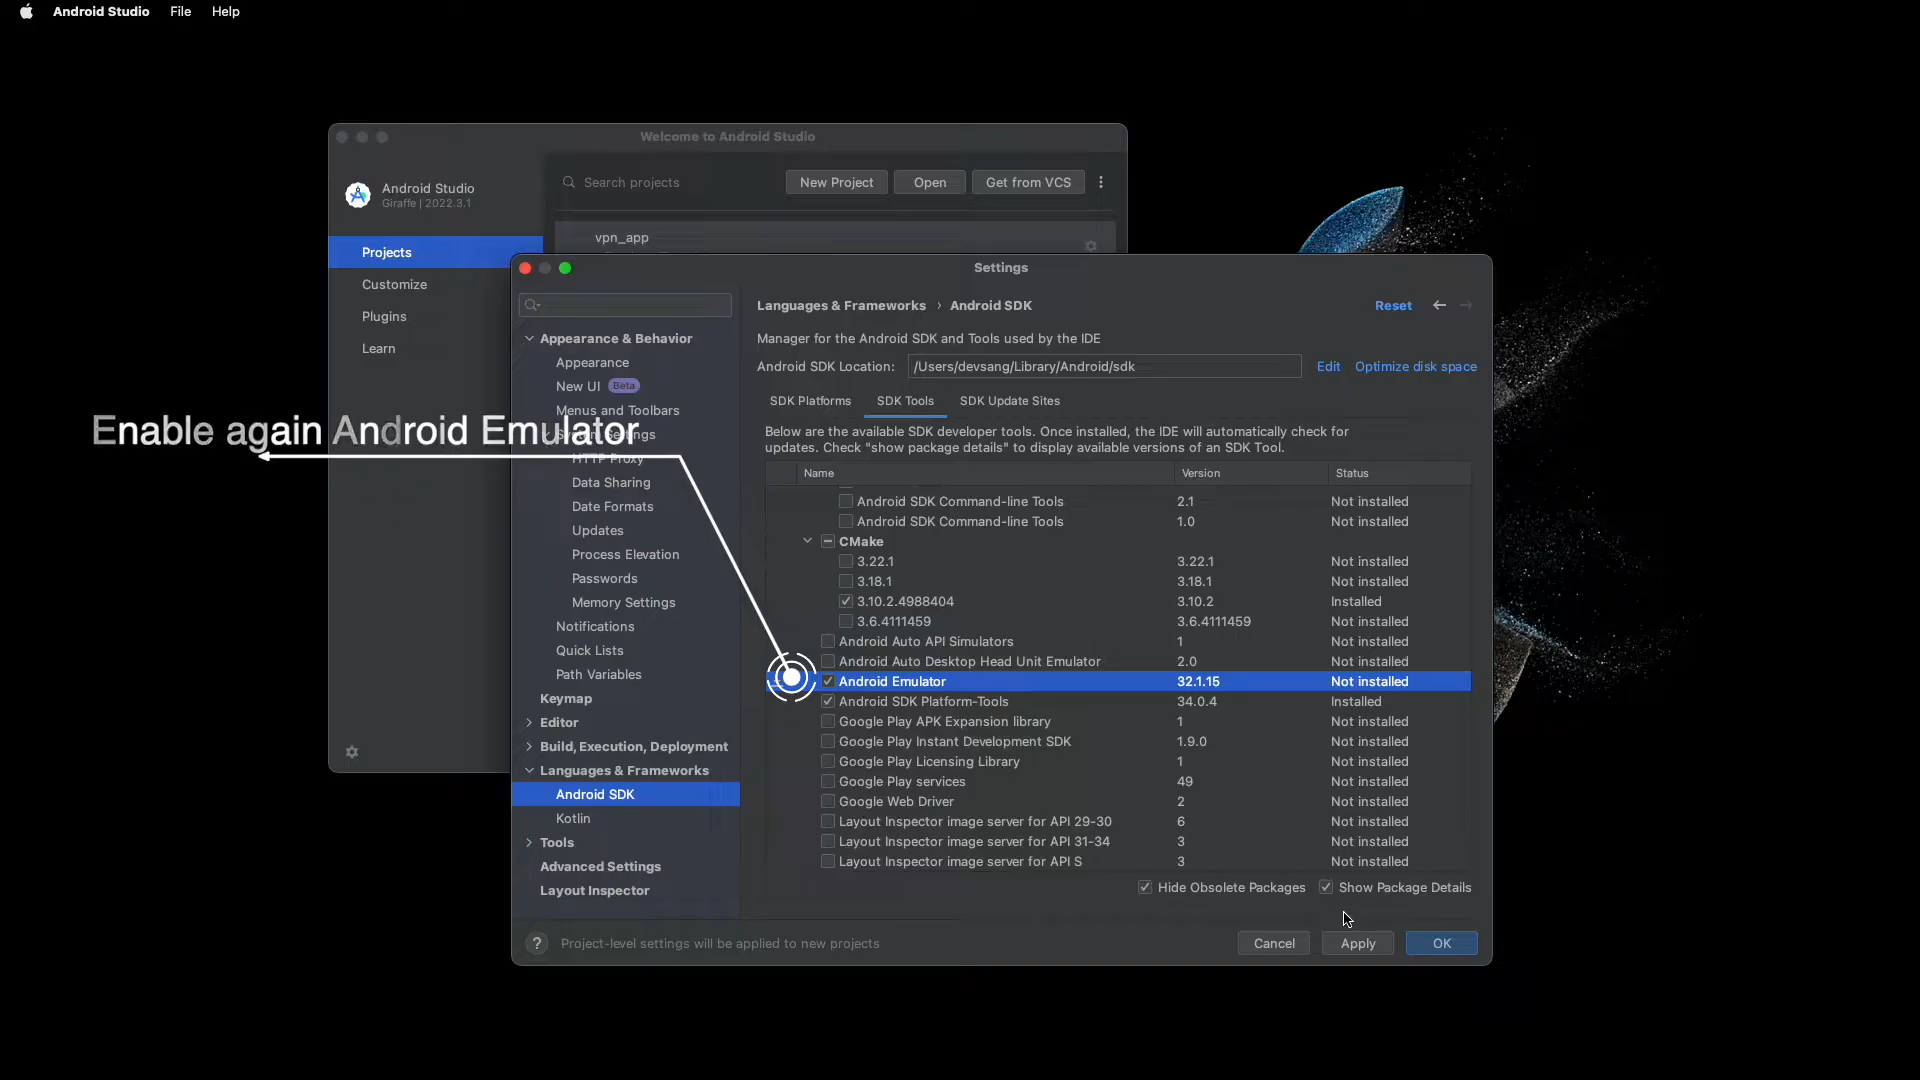 Android Studio File Help
Welcome to Android Studio
Android Studio
Giraffe | 2022.3.1
Search projects
New Project
Open
Get from VCS
Projects
Customize
Plugins
Learn
vpn_app
Settings
Appearance & Behavior
Appearance
New UI Beta
Menus and Toolbars
System Settings
HTTP Proxy
Data Sharing
Date Formats
Updates
Process Elevation
Passwords
Memory Settings
Notifications
Quick Lists
Path Variables
Keymap
Editor
Build, Execution, Deployment
Languages & Frameworks
Android SDK
Kotlin
Tools
Advanced Settings
Layout Inspector
Enable again Android Emulator
Languages & Frameworks › Android SDK
Reset
Manager for the Android SDK and Tools used by the IDE
Android SDK Location: /Users/devsang/Library/Android/sdk Edit Optimize disk space
SDK Platforms SDK Tools SDK Update Sites
Below are the available SDK developer tools. Once installed, the IDE will automatically check for
updates. Check "show package details" to display available versions of an SDK Tool.
Name Version Status
Android SDK Command-line Tools 2.1 Not installed
Android SDK Command-line Tools 1.0 Not installed
CMake
3.22.1 3.22.1 Not installed
3.18.1 3.18.1 Not installed
3.10.2.4988404 3.10.2 Installed
3.6.4111459 3.6.4111459 Not installed
Android Auto API Simulators 1 Not installed
Android Auto Desktop Head Unit Emulator 2.0 Not installed
Android Emulator 32.1.15 Not installed
Android SDK Platform-Tools 34.0.4 Installed
Google Play APK Expansion library 1 Not installed
Google Play Instant Development SDK 1.9.0 Not installed
Google Play Licensing Library 1 Not installed
Google Play services 49 Not installed
Google Web Driver 2 Not installed
Layout Inspector image server for API 29-30 6 Not installed
Layout Inspector image server for API 31-34 3 Not installed
Layout Inspector image server for API S 3 Not installed
Hide Obsolete Packages Show Package Details
? Project-level settings will be applied to new projects
Cancel Apply OK